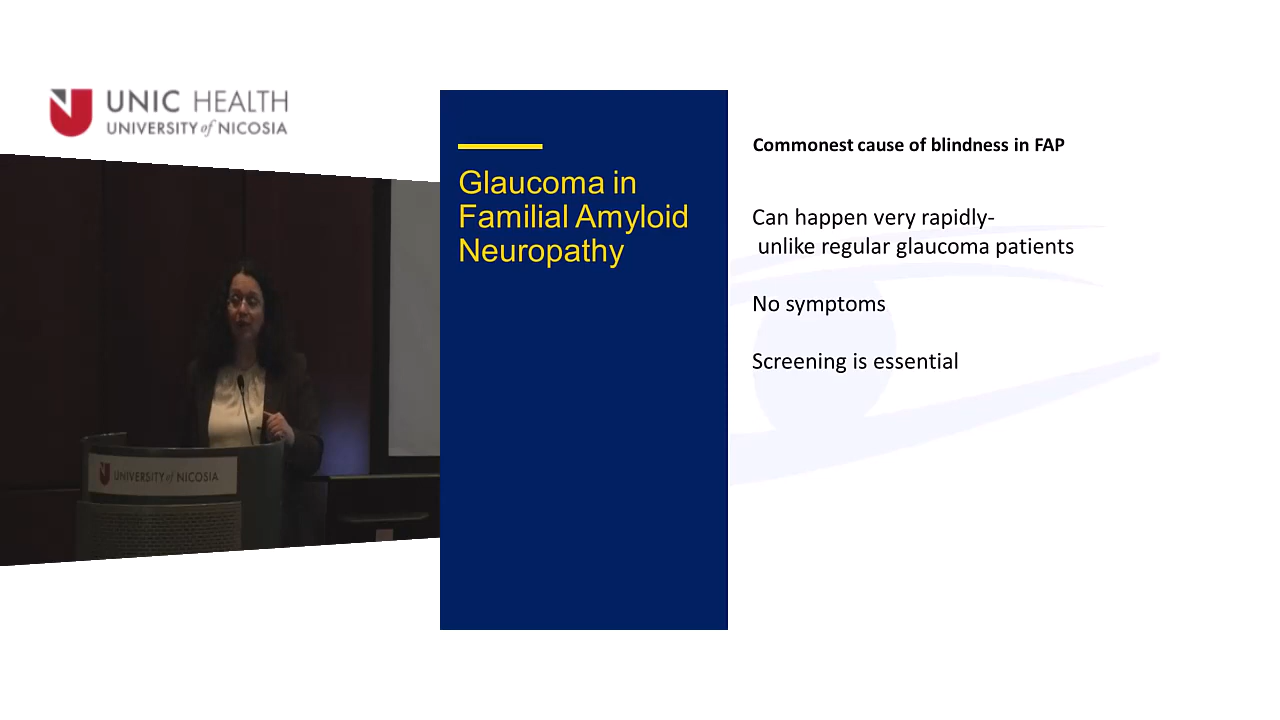 UNIC HEALTH
UNIVERSITY of NICOSIA
UNIVERSITY of NICOSIA
Glaucoma in
Familial Amyloid
Neuropathy
Commonest cause of blindness in FAP
Can happen very rapidly-
unlike regular glaucoma patients
No symptoms
Screening is essential